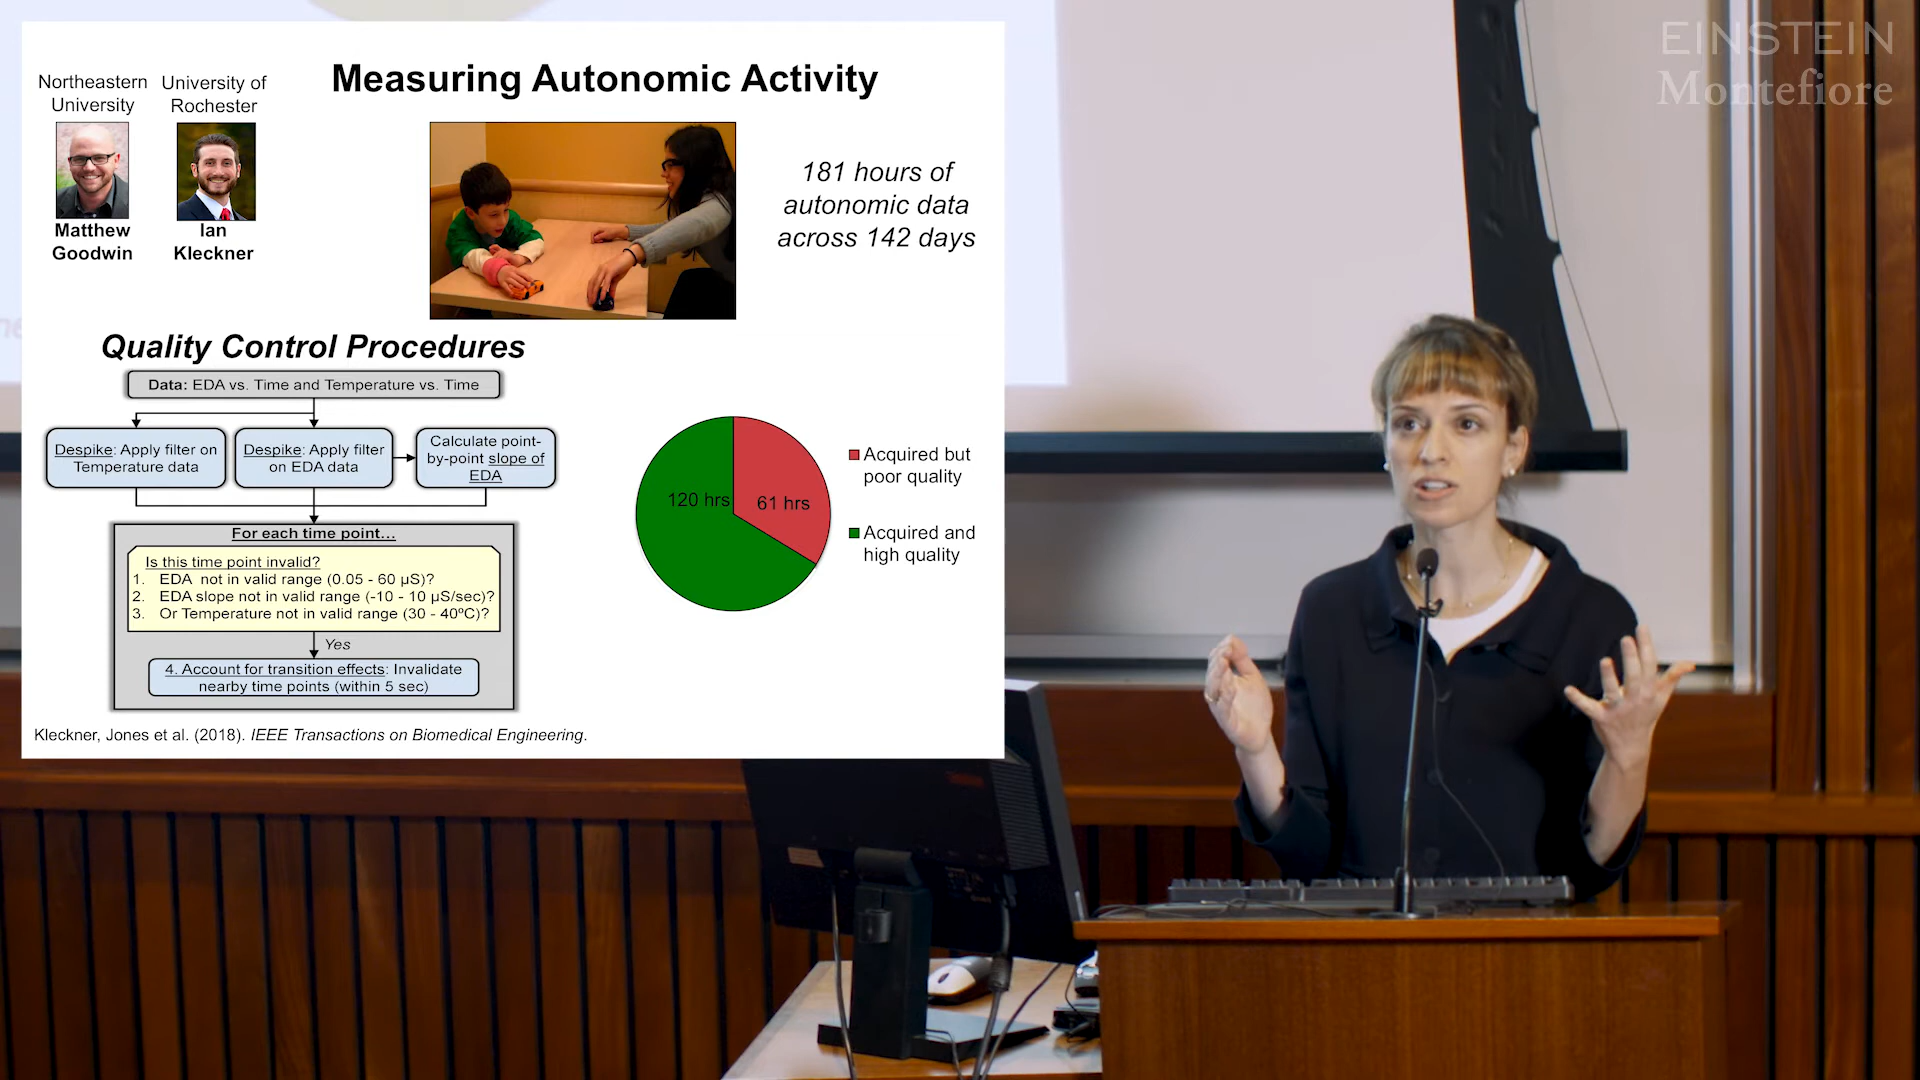 EINSTEIN
Montefiore
Measuring Autonomic Activity
Northeastern
University
University of
Rochester
Matthew
Goodwin
Ian
Kleckner
181 hours of
autonomic data
across 142 days
Quality Control Procedures
Data: EDA vs. Time and Temperature vs. Time
Despike: Apply filter on
Temperature data
Despike: Apply filter
on EDA data
Calculate point-
by-point slope of
EDA
For each time point...
Is this time point invalid?
1. EDA not in valid range (0.05 - 60 µS)?
2. EDA slope not in valid range (-10 - 10 µS/sec)?
3. Or Temperature not in valid range (30 - 40ºC)?
Yes
4. Account for transition effects: Invalidate
nearby time points (within 5 sec)
120 hrs
61 hrs
Acquired but
poor quality
Acquired and
high quality
Kleckner, Jones et al. (2018). IEEE Transactions on Biomedical Engineering.